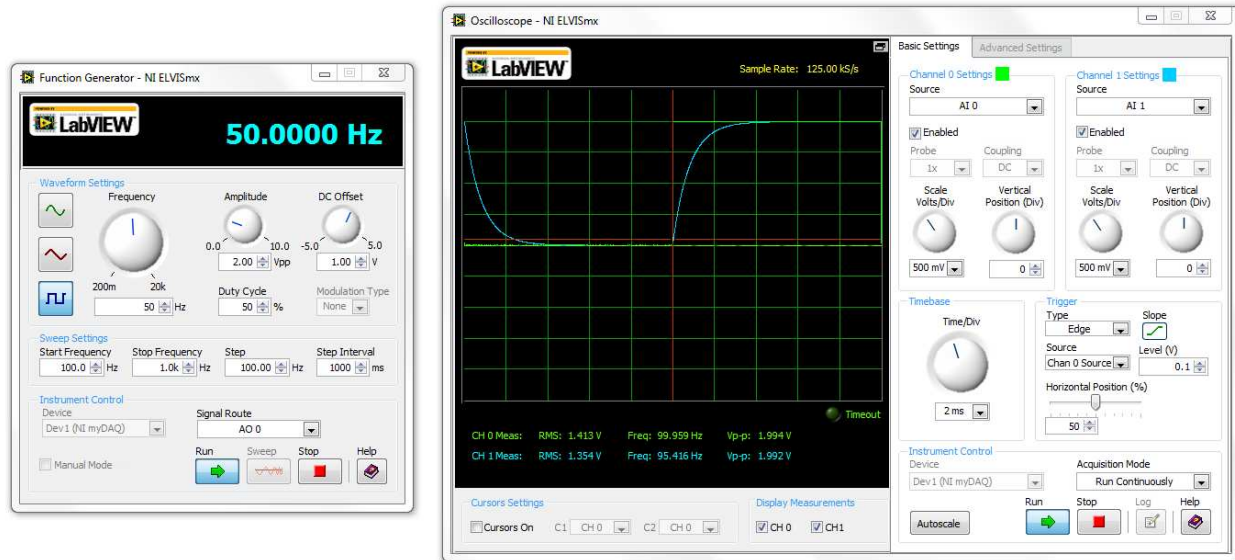 Function Generator - NI ELVISmx
LabVIEW
50.0000 Hz
Waveform Settings
Frequency
Amplitude
DC Offset
0.0
10.0
-5.0
5.0
2.00 Vpp
1.00 V
200m
20k
50 Hz
Duty Cycle
50 %
Modulation Type
None
Sweep Settings
Start Frequency
Stop Frequency
Step
Step Interval
100.0 Hz
1.0k Hz
100.00 Hz
1000 ms
Instrument Control
Device
Signal Route
Dev1 (NI myDAQ)
AO 0
Run
Sweep
Stop
Help
Manual Mode
Oscilloscope - NI ELVISmx
LabVIEW
Sample Rate: 125.00 kS/s
Timeout
CH 0 Meas: RMS: 1.413 V Freq: 99.959 Hz Vp-p: 1.994 V
CH 1 Meas: RMS: 1.354 V Freq: 95.416 Hz Vp-p: 1.992 V
Cursors Settings
Cursors On C1 CH 0 C2 CH 0
Display Measurements
CH 0 CH1
Basic Settings
Advanced Settings
Channel 0 Settings
Source
AI 0
Enabled
Probe
Coupling
1x
DC
Scale
Volts/Div
Vertical
Position (Div)
500 mV
0
Channel 1 Settings
Source
AI 1
Enabled
Probe
Coupling
1x
DC
Scale
Volts/Div
Vertical
Position (Div)
500 mV
0
Timebase
Time/Div
2 ms
Trigger
Type
Slope
Edge
Source
Level (V)
Chan 0 Source
0.1
Horizontal Position (%)
50
Instrument Control
Device
Acquisition Mode
Dev1 (NI myDAQ)
Run Continuously
Run
Stop
Log
Help
Autoscale